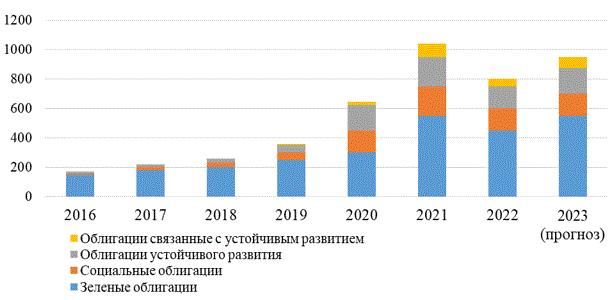 1200
1000
800
600
400
200
0
2016 2017 2018 2019 2020 2021 2022 2023
(прогноз)
Облигации связанные с устойчивым развитием
Облигации устойчивого развития
Социальные облигации
Зеленые облигации